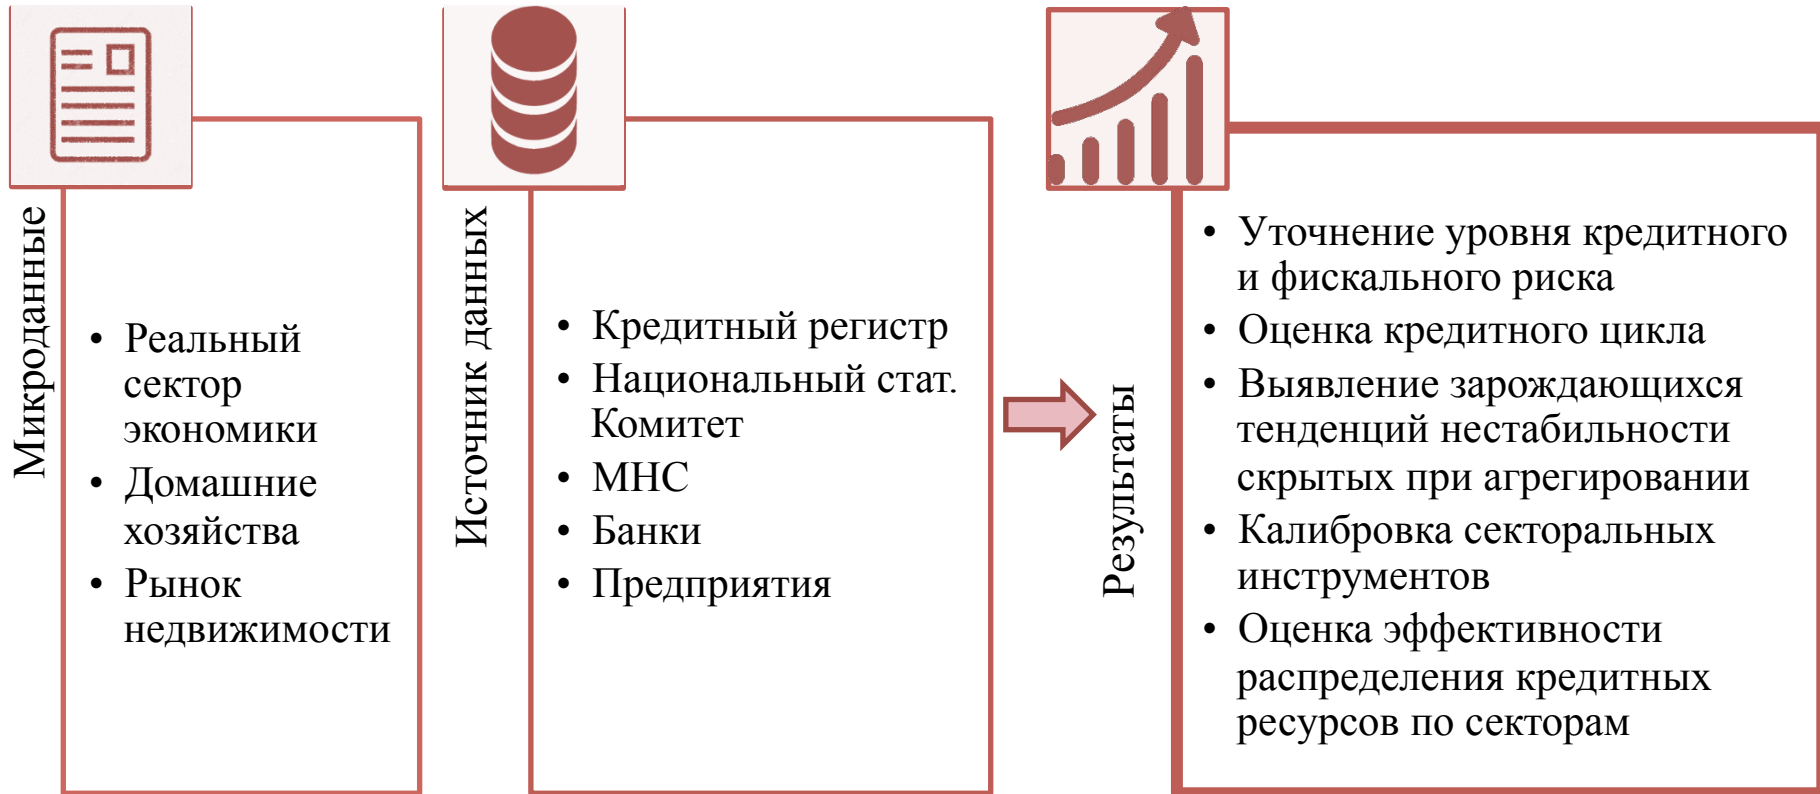 Микроданные
• Реальный
сектор
экономики
• Домашние
хозяйства
• Рынок
недвижимости
Источник данных
• Кредитный регистр
• Национальный стат.
Комитет
• МНС
• Банки
• Предприятия
Результаты
• Уточнение уровня кредитного
и фискального риска
• Оценка кредитного цикла
• Выявление зарождающихся
тенденций нестабильности
скрытых при агрегировании
• Калибровка секторальных
инструментов
• Оценка эффективности
распределения кредитных
ресурсов по секторам